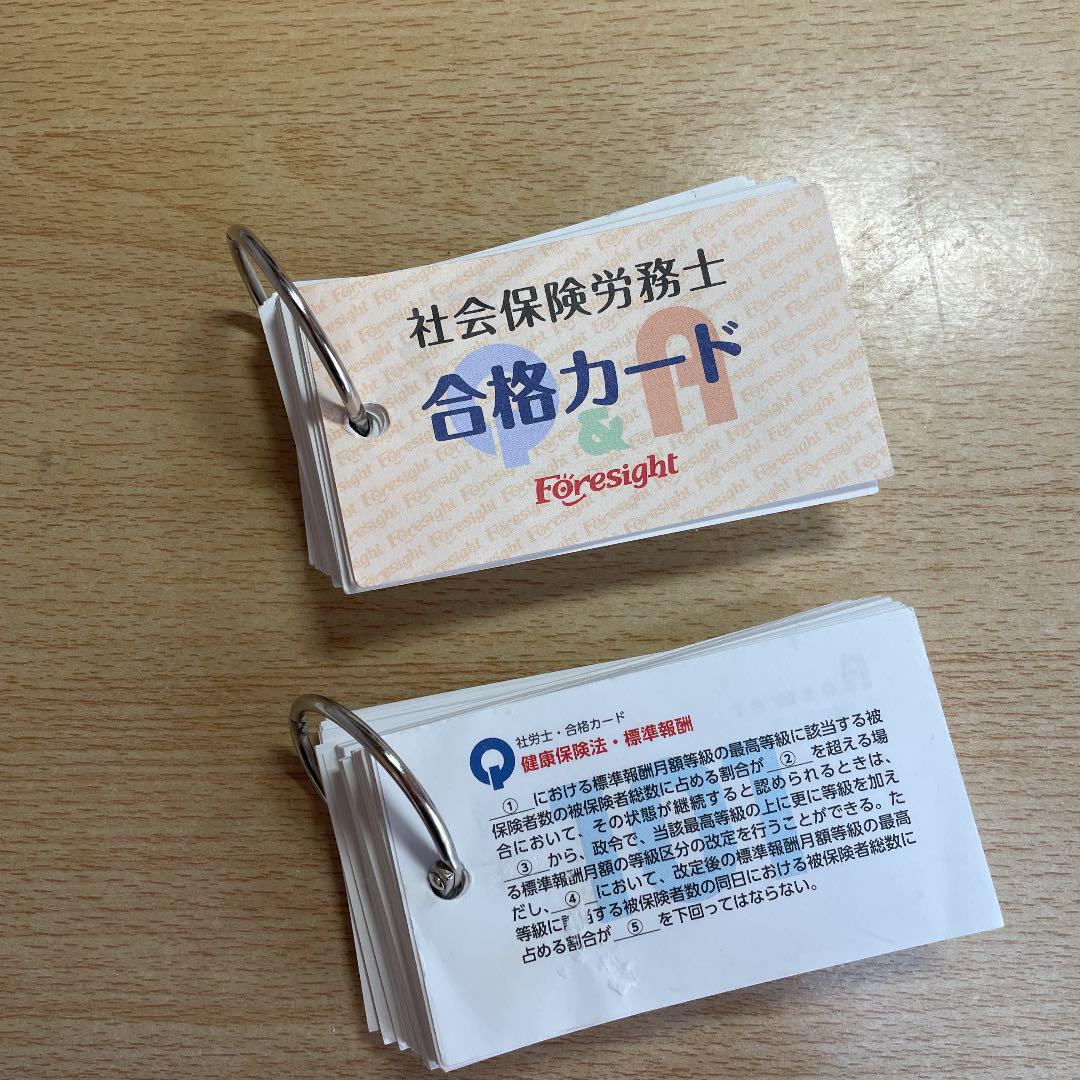 社会保険労務士
合格カード
Q&A
Foresight
Q
社労士・合格カード
健康保険法・標準報酬
①における標準報酬月額等級の最高等級に該当する被
保険者数の被保険者総数に占める割合が ② を超える場
合において、その状態が継続すると認められるときは、
③ から、政令で、当該最高等級の上に更に等級を加え
る標準報酬月額の等級区分の改定を行うことができる。た
だし、④ において、改定後の標準報酬月額等級の最高
等級に 当する被保険者数の同日における被保険者総数に
占める割合が ⑤ を下回ってはならない。